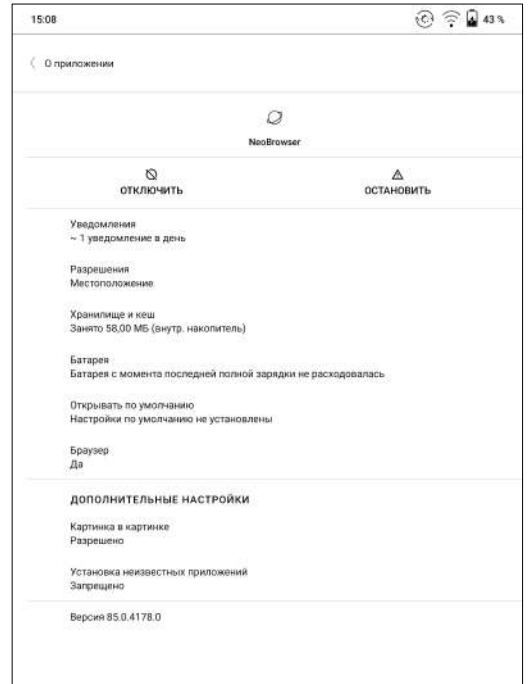 15:08
43 %
О приложении
NeoBrowser
ОТКЛЮЧИТЬ
ОСТАНОВИТЬ
Уведомления
~ 1 уведомление в день
Разрешения
Местоположение
Хранилище и кеш
Занято 58,00 МБ (внутр. накопитель)
Батарея
Батарея с момента последней полной зарядки не расходовалась
Открывать по умолчанию
Настройки по умолчанию не установлены
Браузер
Да
ДОПОЛНИТЕЛЬНЫЕ НАСТРОЙКИ
Картинка в картинке
Разрешено
Установка неизвестных приложений
Запрещено
Версия 85.0.4178.0